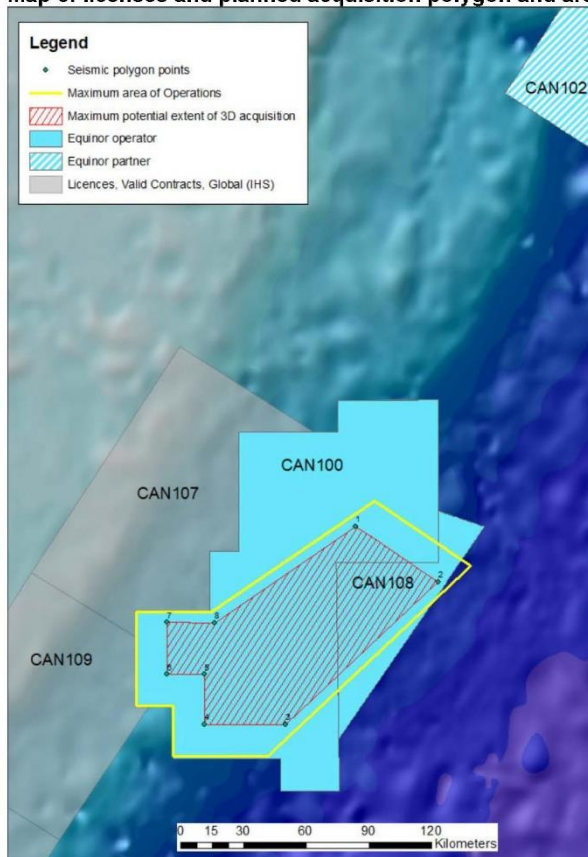 Map of licences and planned acquisition polygon and
Legend
Seismic polygon points
Maximum area of Operations
Maximum potential extent of 3D acquisition
Equinor operator
Equinor partner
Licences, Valid Contracts, Global (IHS)
CAN102
CAN100
CAN107
1
2
CAN108
7
8
CAN109
6
5
4
3
0 15 30 60 90 120
Kilometers